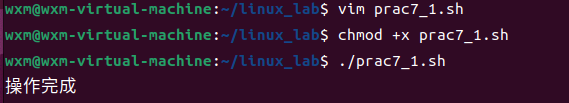 wxm@wxm-virtual-machine:~/linux_lab$ vim prac7_1.sh
wxm@wxm-virtual-machine:~/linux_lab$ chmod +x prac7_1.sh
wxm@wxm-virtual-machine:~/linux_lab$ ./prac7_1.sh
操作完成